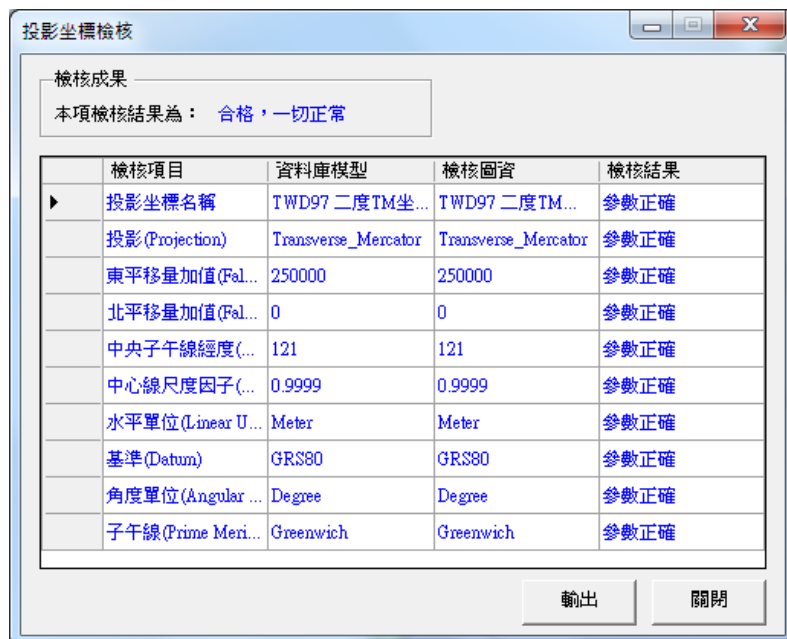 投影坐標檢核
檢核成果
本項檢核結果為： 合格，一切正常
檢核項目 資料庫模型 檢核圖資 檢核結果
投影坐標名稱 TWD97 二度TM坐... TWD97 二度TM... 參數正確
投影(Projection) Transverse_Mercator Transverse_Mercator 參數正確
東平移量加值(Fal... 250000 250000 參數正確
北平移量加值(Fal... 0 0 參數正確
中央子午線經度(... 121 121 參數正確
中心線尺度因子(... 0.9999 0.9999 參數正確
水平單位(Linear U... Meter Meter 參數正確
基準(Datum) GRS80 GRS80 參數正確
角度單位(Angular ... Degree Degree 參數正確
子午線(Prime Meri... Greenwich Greenwich 參數正確
輸出 關閉